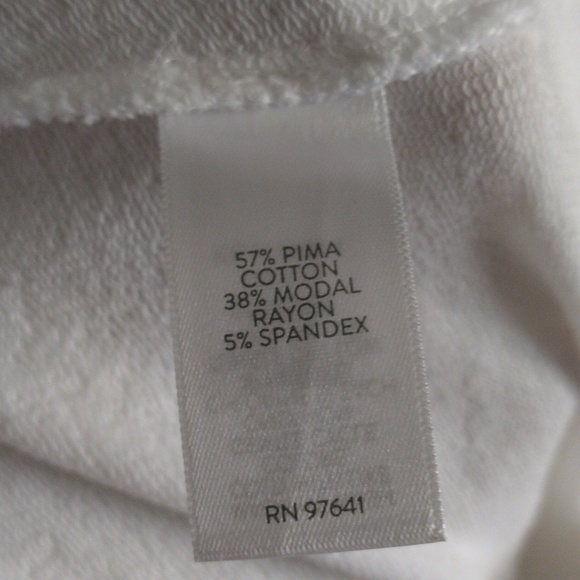 57% PIMA
COTTON
38% MODAL
RAYON
5% SPANDEX
RN 97641